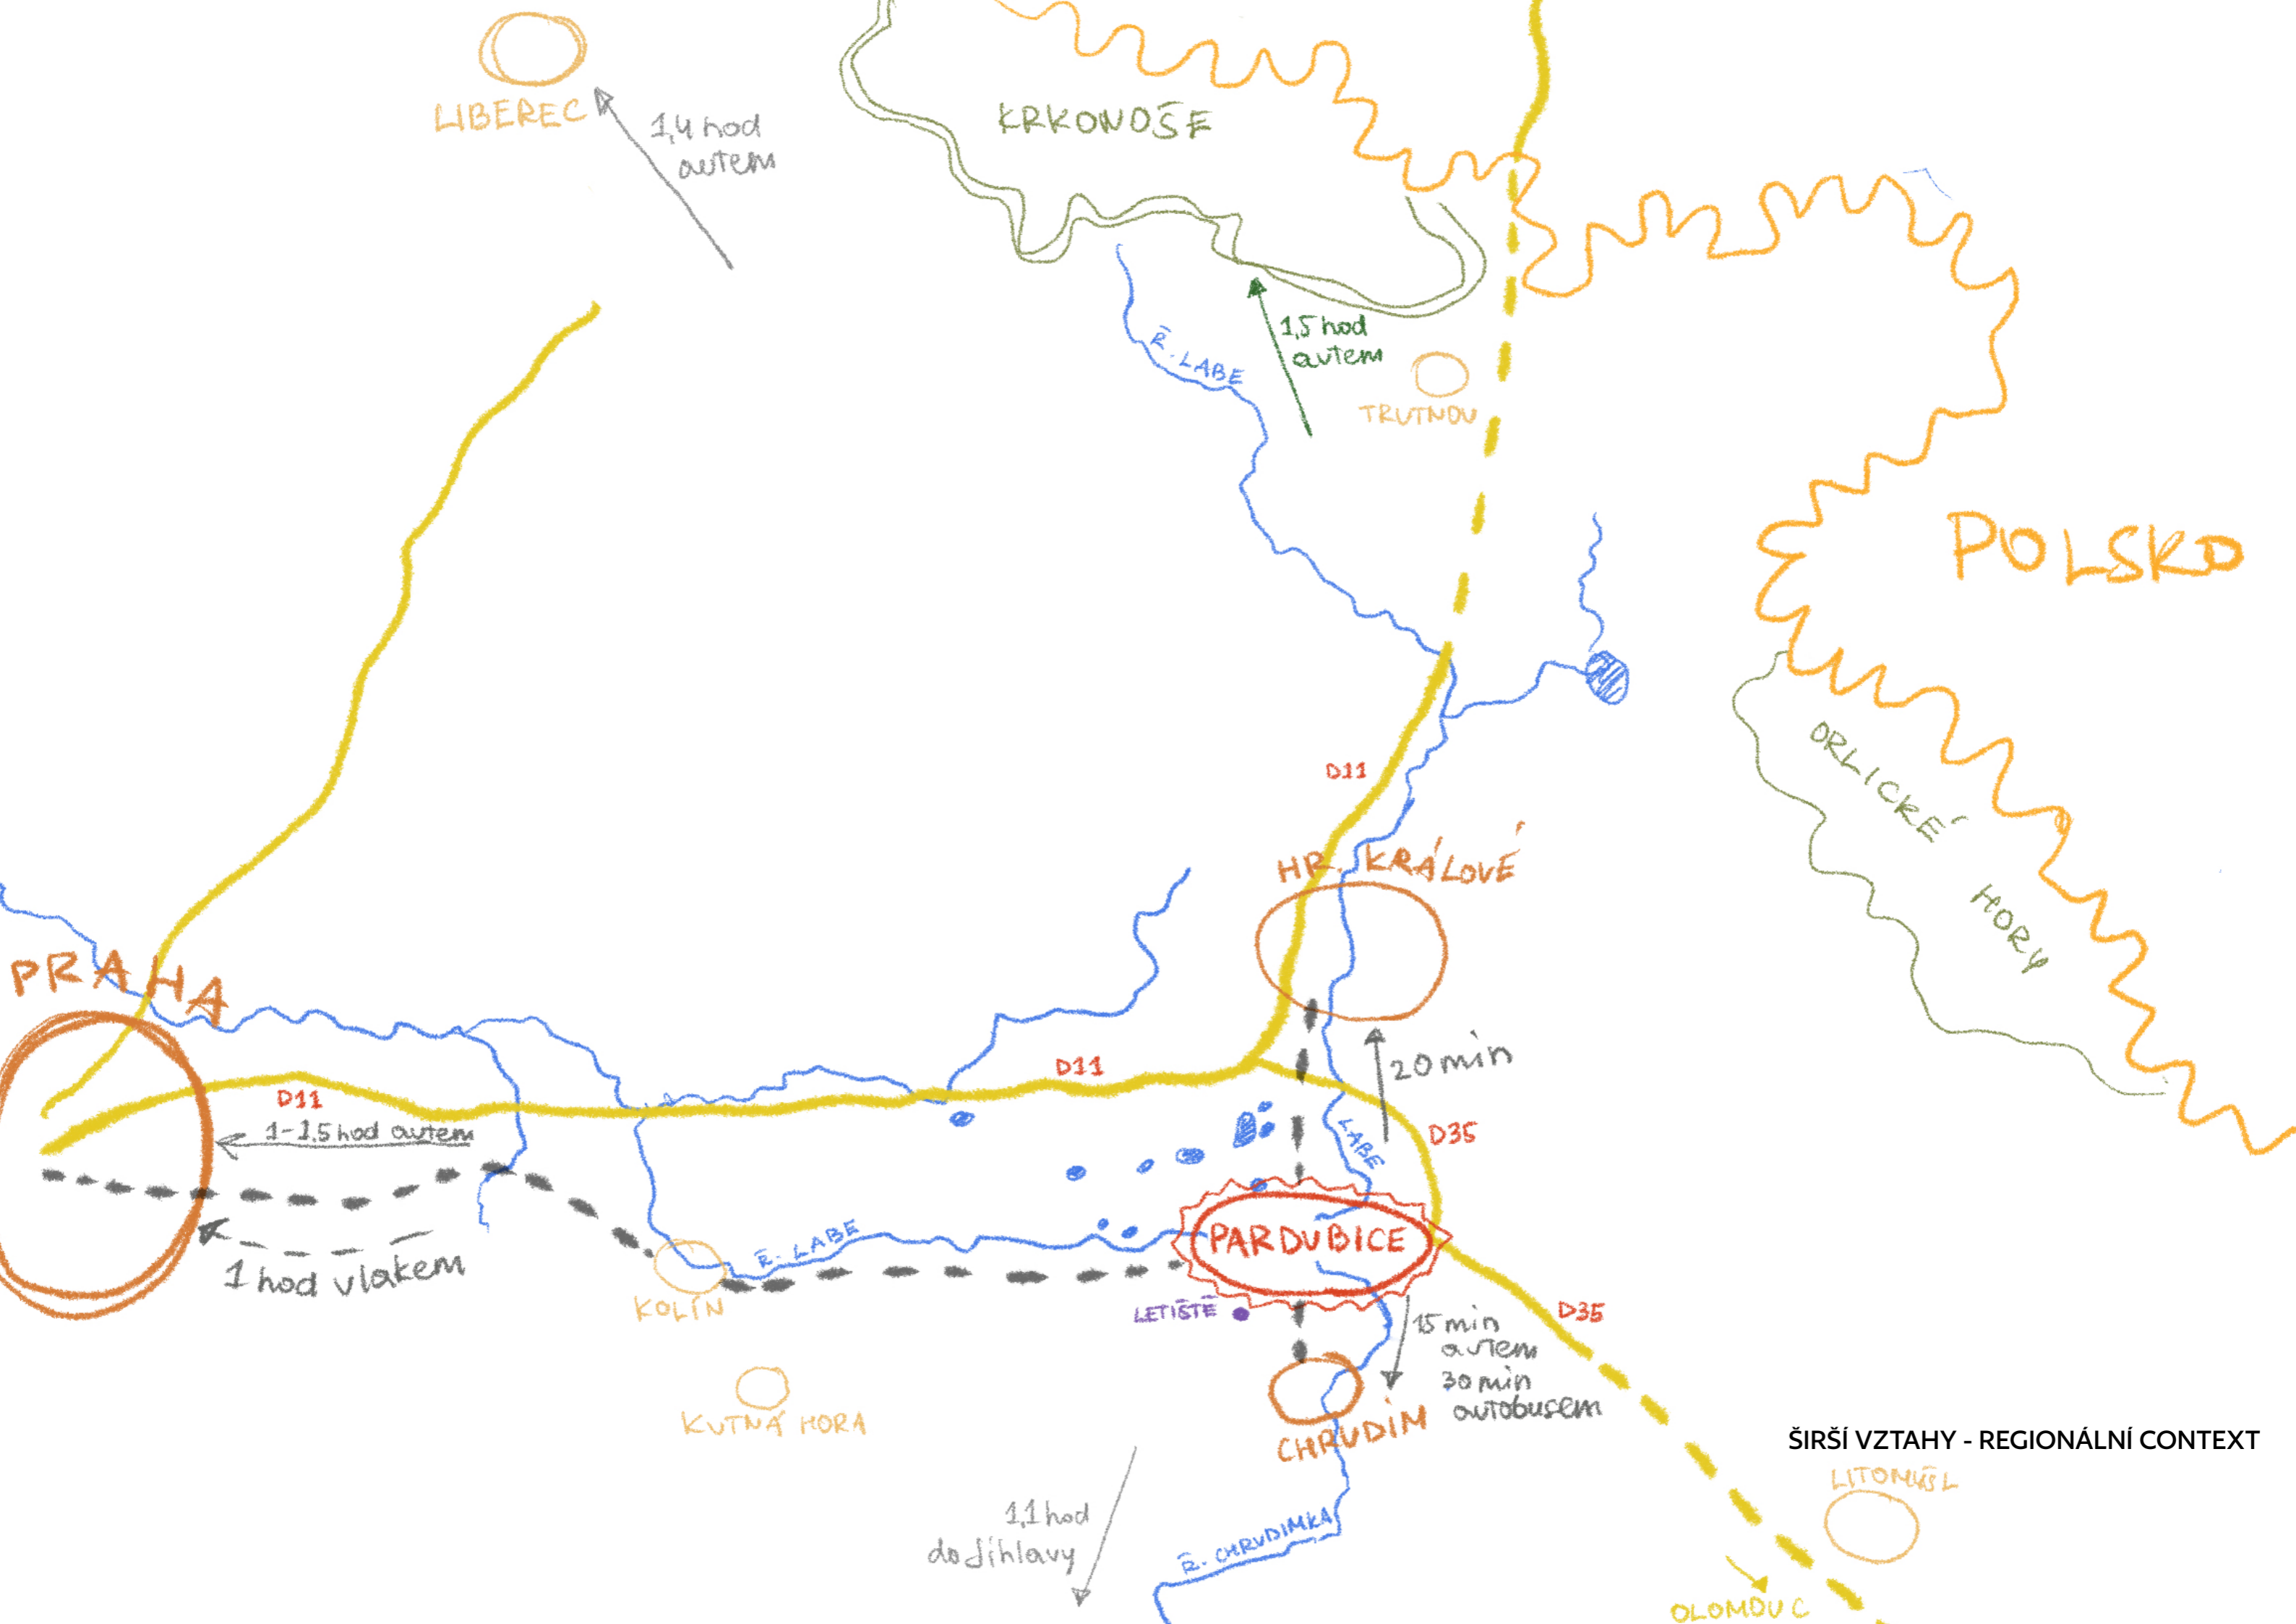 LIBEREC
1,4 hod
autem
KRKONOŠE
Ř. LABE
1,5 hod
autem
TRUTNOV
POLSKO
ORLICKÉ
HORY
D11
HR. KRÁLOVÉ
PRAHA
D11
D11
20 min
1-1,5 hod autem
LABE
D35
1 hod vlakem
KOLÍN
Ř. LABE
PARDUBICE
LETIŠTĚ
D35
15 min
autem
30 min
autobusem
KUTNÁ HORA
CHRUDIM
ŠIRŠÍ VZTAHY - REGIONÁLNÍ CONTEXT
LITOMYŠL
1,1 hod
do Jihlavy
Ř. CHRUDIMKA
OLOMOUC